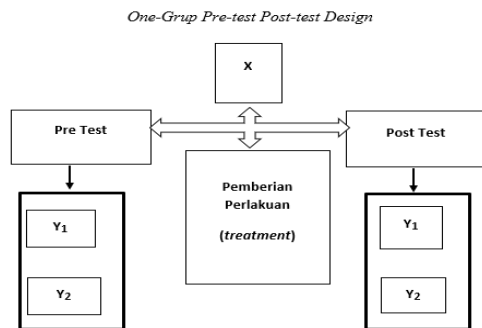 One-Grup Pre-test Post-test Design
X
Pre Test
Post Test
Pemberian
Perlakuan
(treatment)
Y1
Y2
Y1
Y2